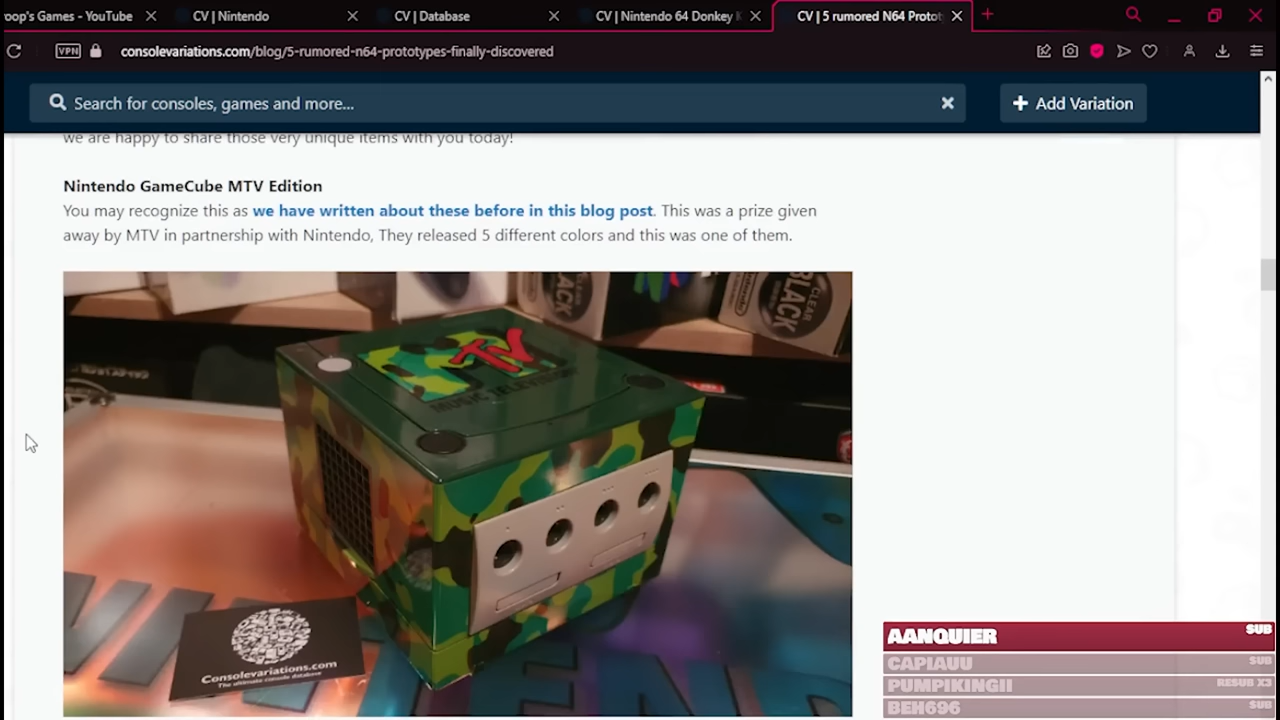 oop's Games - YouTube
CV | Nintendo
CV | Database
CV | Nintendo 64 Donkey K
CV | 5 rumored N64 Protot
VPN
consolevariations.com/blog/5-rumored-n64-prototypes-finally-discovered
Search for consoles, games and more...
+ Add Variation
we are happy to share those very unique items with you today!
Nintendo GameCube MTV Edition
You may recognize this as we have written about these before in this blog post. This was a prize given
away by MTV in partnership with Nintendo, They released 5 different colors and this was one of them.
CLEAR
BLACK
CLEAR
BLACK
Nintendo
MTV
MUSIC TELEVISION
Consolevariations.com
The ultimate console database
AANQUIER SUB
CAPIAUU SUB
PUMPIKINGII RESUB X3
BEH696 SUB